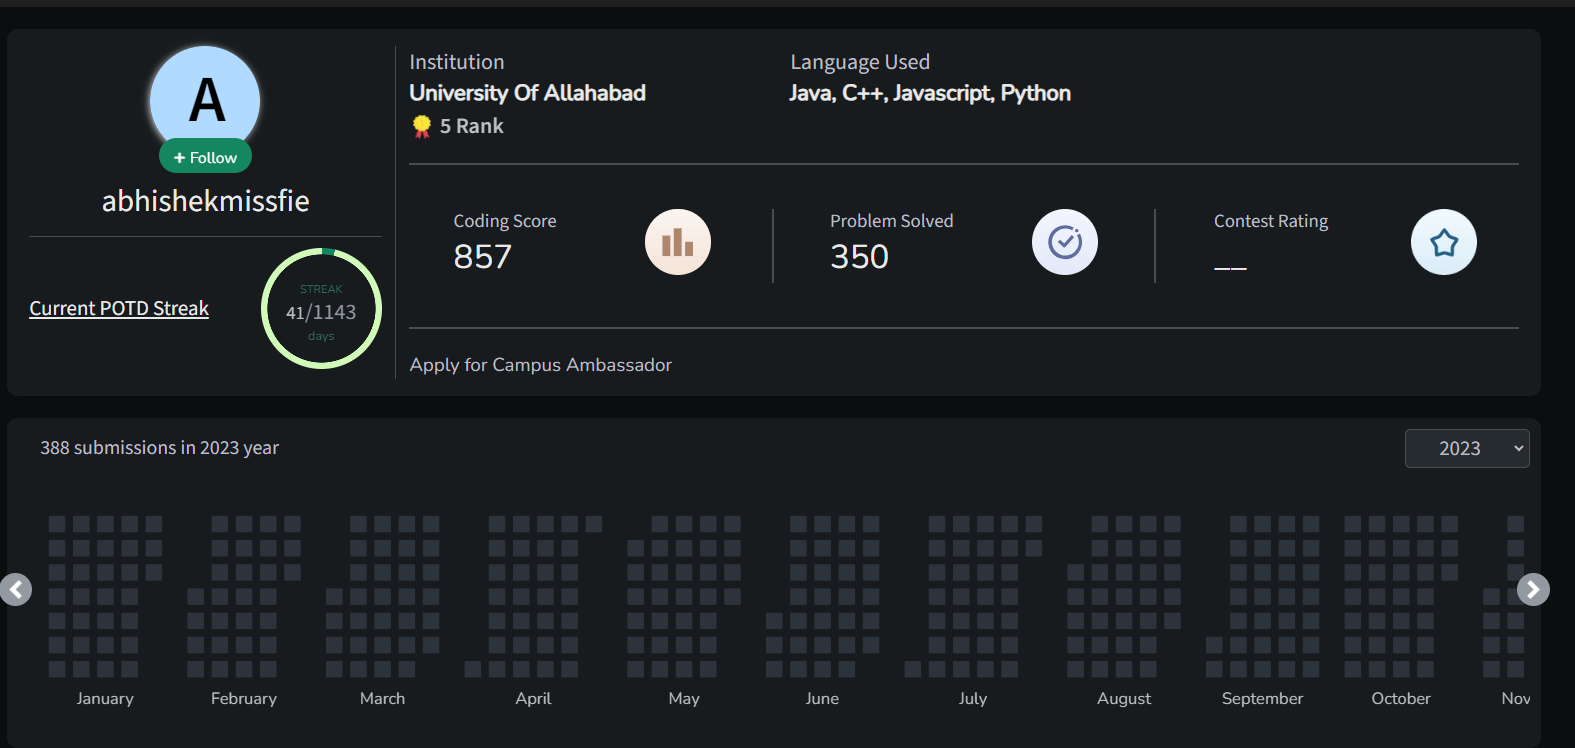 A
+ Follow
abhishekmissfie
Current POTD Streak
STREAK
41/1143
days
Institution
University Of Allahabad
5 Rank
Language Used
Java, C++, Javascript, Python
Coding Score
857
Problem Solved
350
Contest Rating
__
Apply for Campus Ambassador
388 submissions in 2023 year
2023
January February March April May June July August September October Nov